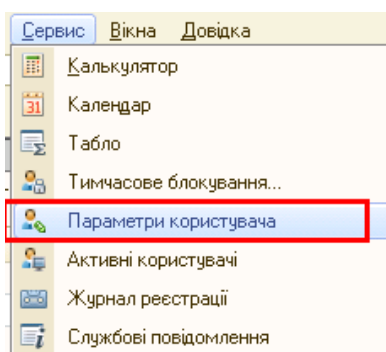 Сервис Вікна Довідка
Калькулятор
Календар
Табло
Тимчасове блокування...
Параметри користувача
Активні користувачі
Журнал реєстрації
Службові повідомлення